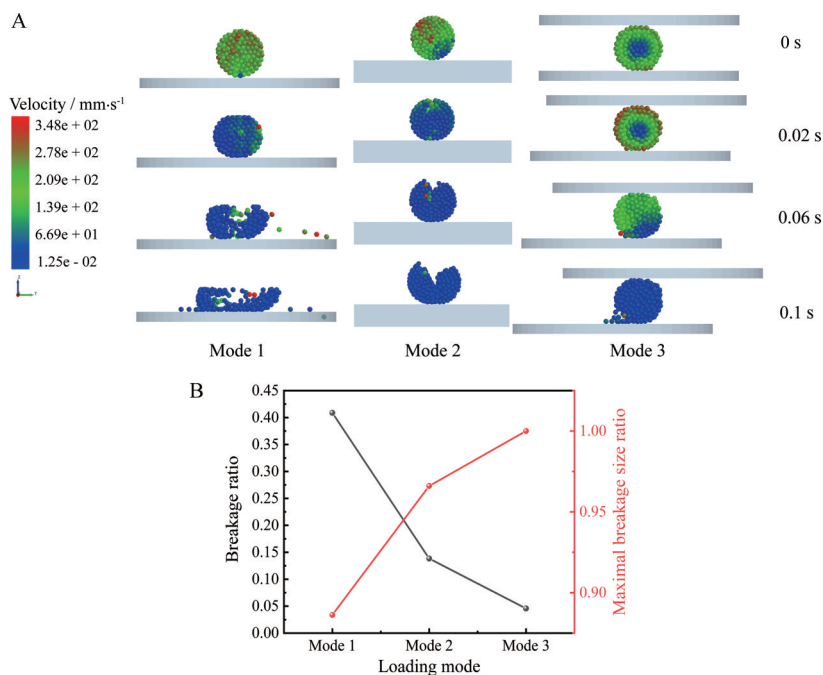 A
0 s
Velocity / mm·s⁻¹
3.48e + 02
2.78e + 02
2.09e + 02
1.39e + 02
6.69e + 01
1.25e - 02
0.02 s
0.06 s
0.1 s
Mode 1 Mode 2 Mode 3
B
0.45
0.40
0.35
0.30
0.25
0.20
0.15
0.10
0.05
0.00
Breakage ratio
1.00
0.95
0.90
Maximal breakage size ratio
Mode 1 Mode 2 Mode 3
Loading mode